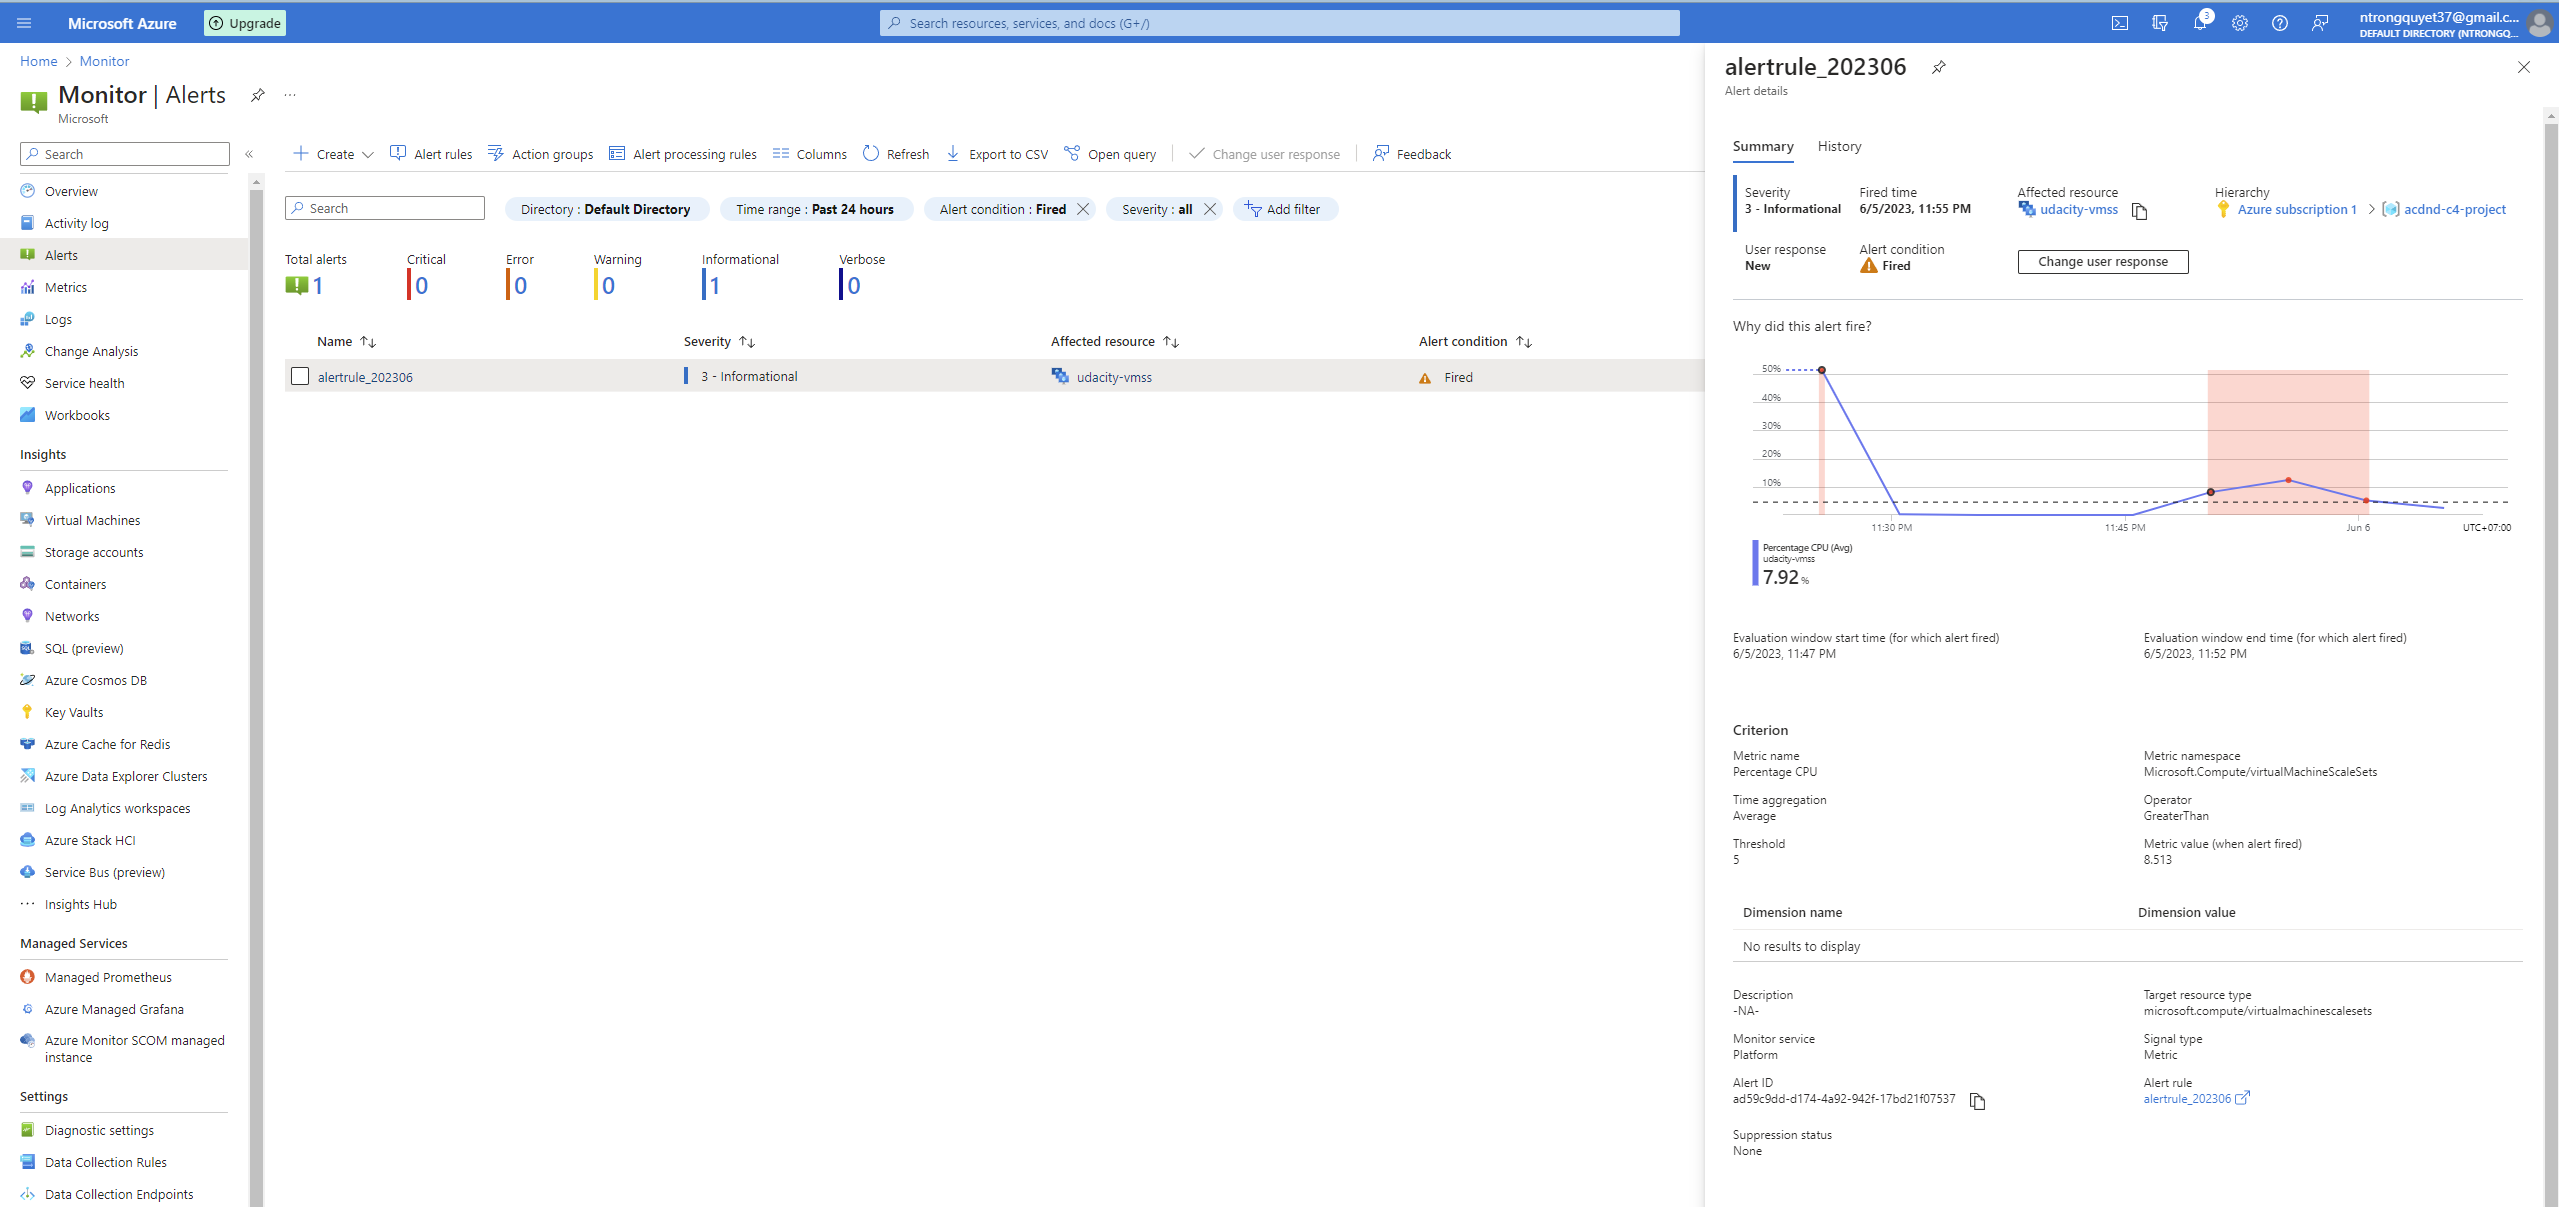 Microsoft Azure
Upgrade
Search resources, services, and docs (G+/)
3
ntrongquyet37@gmail.c...
DEFAULT DIRECTORY (NTRONGQ...
Home > Monitor
Monitor | Alerts
...
Microsoft
Search
«
Overview
Activity log
Alerts
Metrics
Logs
Change Analysis
Service health
Workbooks
Insights
Applications
Virtual Machines
Storage accounts
Containers
Networks
SQL (preview)
Azure Cosmos DB
Key Vaults
Azure Cache for Redis
Azure Data Explorer Clusters
Log Analytics workspaces
Azure Stack HCI
Service Bus (preview)
Insights Hub
Managed Services
Managed Prometheus
Azure Managed Grafana
Azure Monitor SCOM managed
instance
Settings
Diagnostic settings
Data Collection Rules
Data Collection Endpoints
Create Alert rules Action groups Alert processing rules Columns Refresh Export to CSV Open query Change user response Feedback
Search Directory : Default Directory Time range : Past 24 hours Alert condition : Fired Severity : all Add filter
Total alerts Critical Error Warning Informational Verbose
1 0 0 0 1 0
Name Severity Affected resource Alert condition
alertrule_202306 3 - Informational udacity-vmss Fired
alertrule_202306
Alert details
Summary History
Severity Fired time Affected resource Hierarchy
3 - Informational 6/5/2023, 11:55 PM udacity-vmss Azure subscription 1 > acdnd-c4-project
User response Alert condition
New Fired Change user response
Why did this alert fire?
50%
40%
30%
20%
10%
11:30 PM 11:45 PM Jun 6 UTC+07:00
Percentage CPU (Avg)
udacity-vmss
7.92 %
Evaluation window start time (for which alert fired) Evaluation window end time (for which alert fired)
6/5/2023, 11:47 PM 6/5/2023, 11:52 PM
Criterion
Metric name Metric namespace
Percentage CPU Microsoft.Compute/virtualMachineScaleSets
Time aggregation Operator
Average GreaterThan
Threshold Metric value (when alert fired)
5 8.513
Dimension name Dimension value
No results to display
Description Target resource type
-NA- microsoft.compute/virtualmachinescalesets
Monitor service Signal type
Platform Metric
Alert ID Alert rule
ad59c9dd-d174-4a92-942f-17bd21f07537 alertrule_202306
Suppression status
None